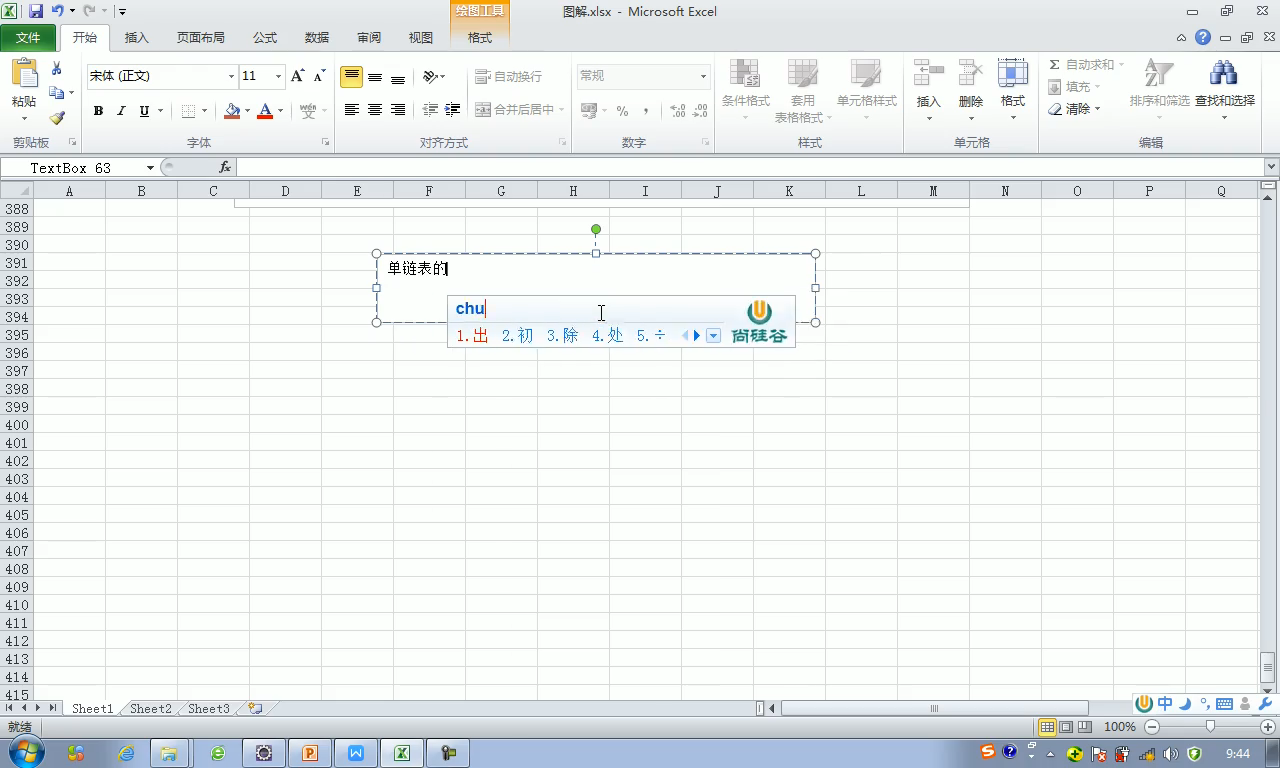 绘图工具
图解.xlsx - Microsoft Excel
文件 开始 插入 页面布局 公式 数据 审阅 视图 格式
粘贴
宋体 (正文) 11
A A
自动换行
常规
B I U A
合并后居中
% ,
条件格式
套用
表格格式
单元格样式
插入 删除 格式
Σ 自动求和
填充
清除
排序和筛选 查找和选择
剪贴板 字体 对齐方式 数字 样式 单元格 编辑
TextBox 63 fx
A B C D E F G H I J K L M N O P Q
388
389
390
391
392
393
394
395
396
397
398
399
400
401
402
403
404
405
406
407
408
409
410
411
412
413
414
415
单链表的
chu
1.出 2.初 3.除 4.处 5.÷
尚硅谷
Sheet1 Sheet2 Sheet3
中
就绪 100%
9:44